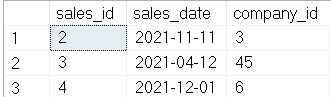 sales_id sales_date company_id
1 2 2021-11-11 3
2 3 2021-04-12 45
3 4 2021-12-01 6